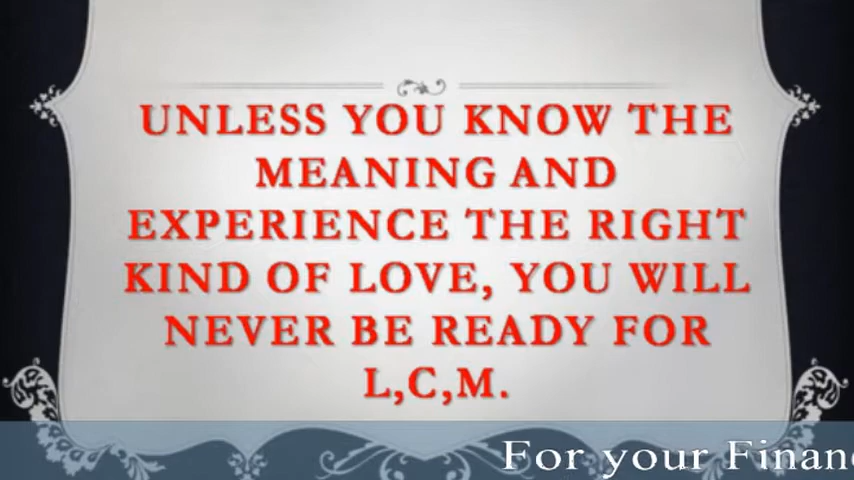 UNLESS YOU KNOW THE
MEANING AND
EXPERIENCE THE RIGHT
KIND OF LOVE, YOU WILL
NEVER BE READY FOR
L,C,M.
For your Financ